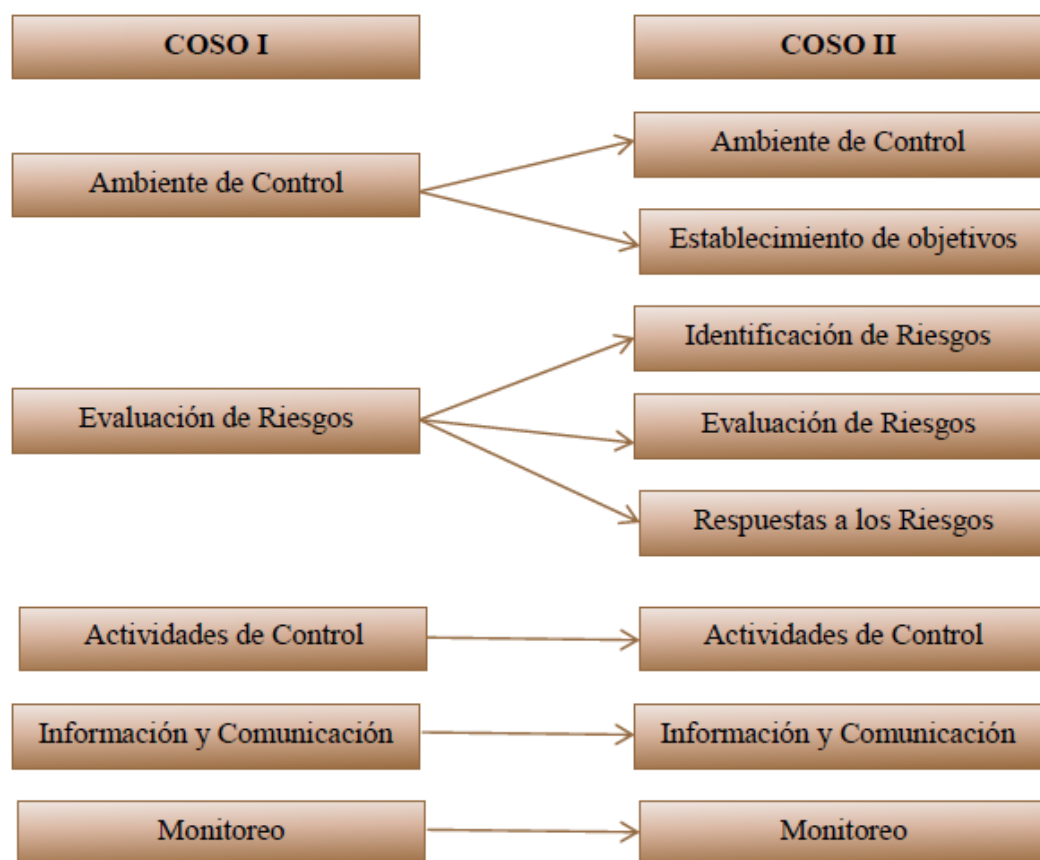 COSO I
COSO II
Ambiente de Control
Ambiente de Control
Establecimiento de objetivos
Evaluación de Riesgos
Identificación de Riesgos
Evaluación de Riesgos
Respuestas a los Riesgos
Actividades de Control
Actividades de Control
Información y Comunicación
Información y Comunicación
Monitoreo
Monitoreo